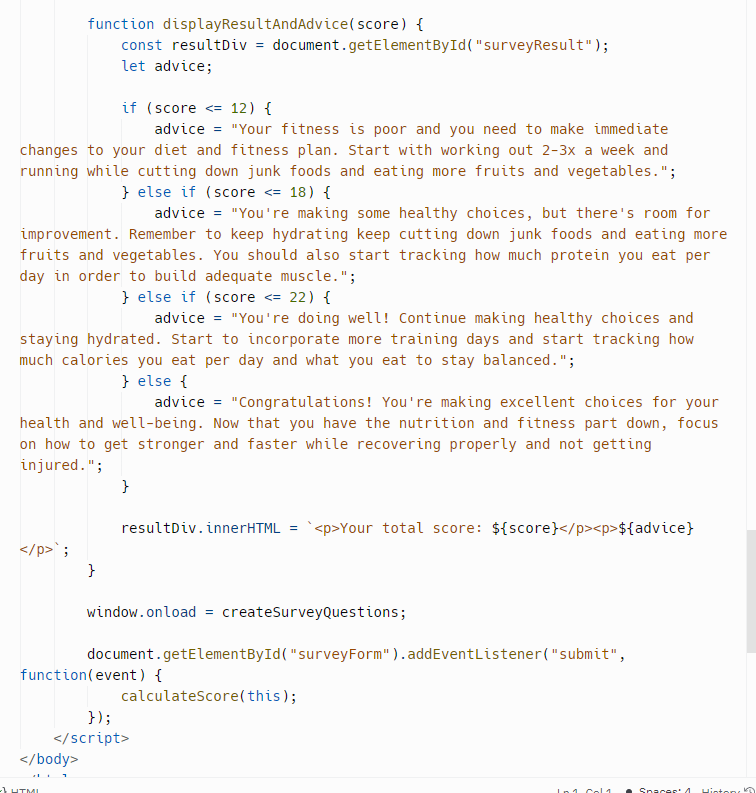 function displayResultAndAdvice(score) {
const resultDiv = document.getElementById("surveyResult");
let advice;
if (score <= 12) {
advice = "Your fitness is poor and you need to make immediate
changes to your diet and fitness plan. Start with working out 2-3x a week and
running while cutting down junk foods and eating more fruits and vegetables.";
} else if (score <= 18) {
advice = "You're making some healthy choices, but there's room for
improvement. Remember to keep hydrating keep cutting down junk foods and eating more
fruits and vegetables. You should also start tracking how much protein you eat per
day in order to build adequate muscle.";
} else if (score <= 22) {
advice = "You're doing well! Continue making healthy choices and
staying hydrated. Start to incorporate more training days and start tracking how
much calories you eat per day and what you eat to stay balanced.";
} else {
advice = "Congratulations! You're making excellent choices for your
health and well-being. Now that you have the nutrition and fitness part down, focus
on how to get stronger and faster while recovering properly and not getting
injured.";
}
resultDiv.innerHTML = `<p>Your total score: ${score}</p><p>${advice}
</p>`;
}
window.onload = createSurveyQuestions;
document.getElementById("surveyForm").addEventListener("submit",
function(event) {
calculateScore(this);
});
</script>
</body>
HTML Ln 1, Col 1 Spaces: 4 History